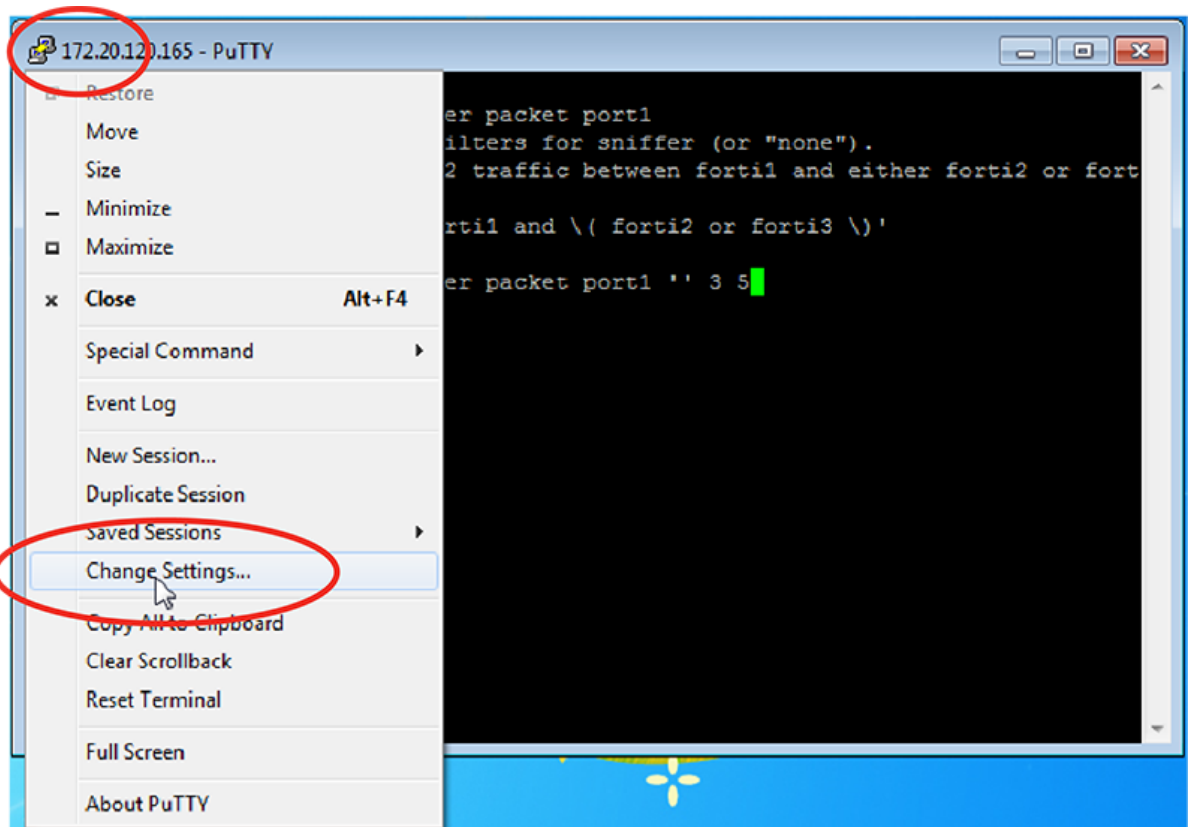 172.20.120.165 - PuTTY
Restore
Move
Size
Minimize
Maximize
Close Alt+F4
Special Command
Event Log
New Session...
Duplicate Session
Saved Sessions
Change Settings...
Copy All to Clipboard
Clear Scrollback
Reset Terminal
Full Screen
About PuTTY
er packet port1
ilters for sniffer (or "none").
2 traffic between forti1 and either forti2 or fort
rti1 and \( forti2 or forti3 \)'
er packet port1 '' 3 5